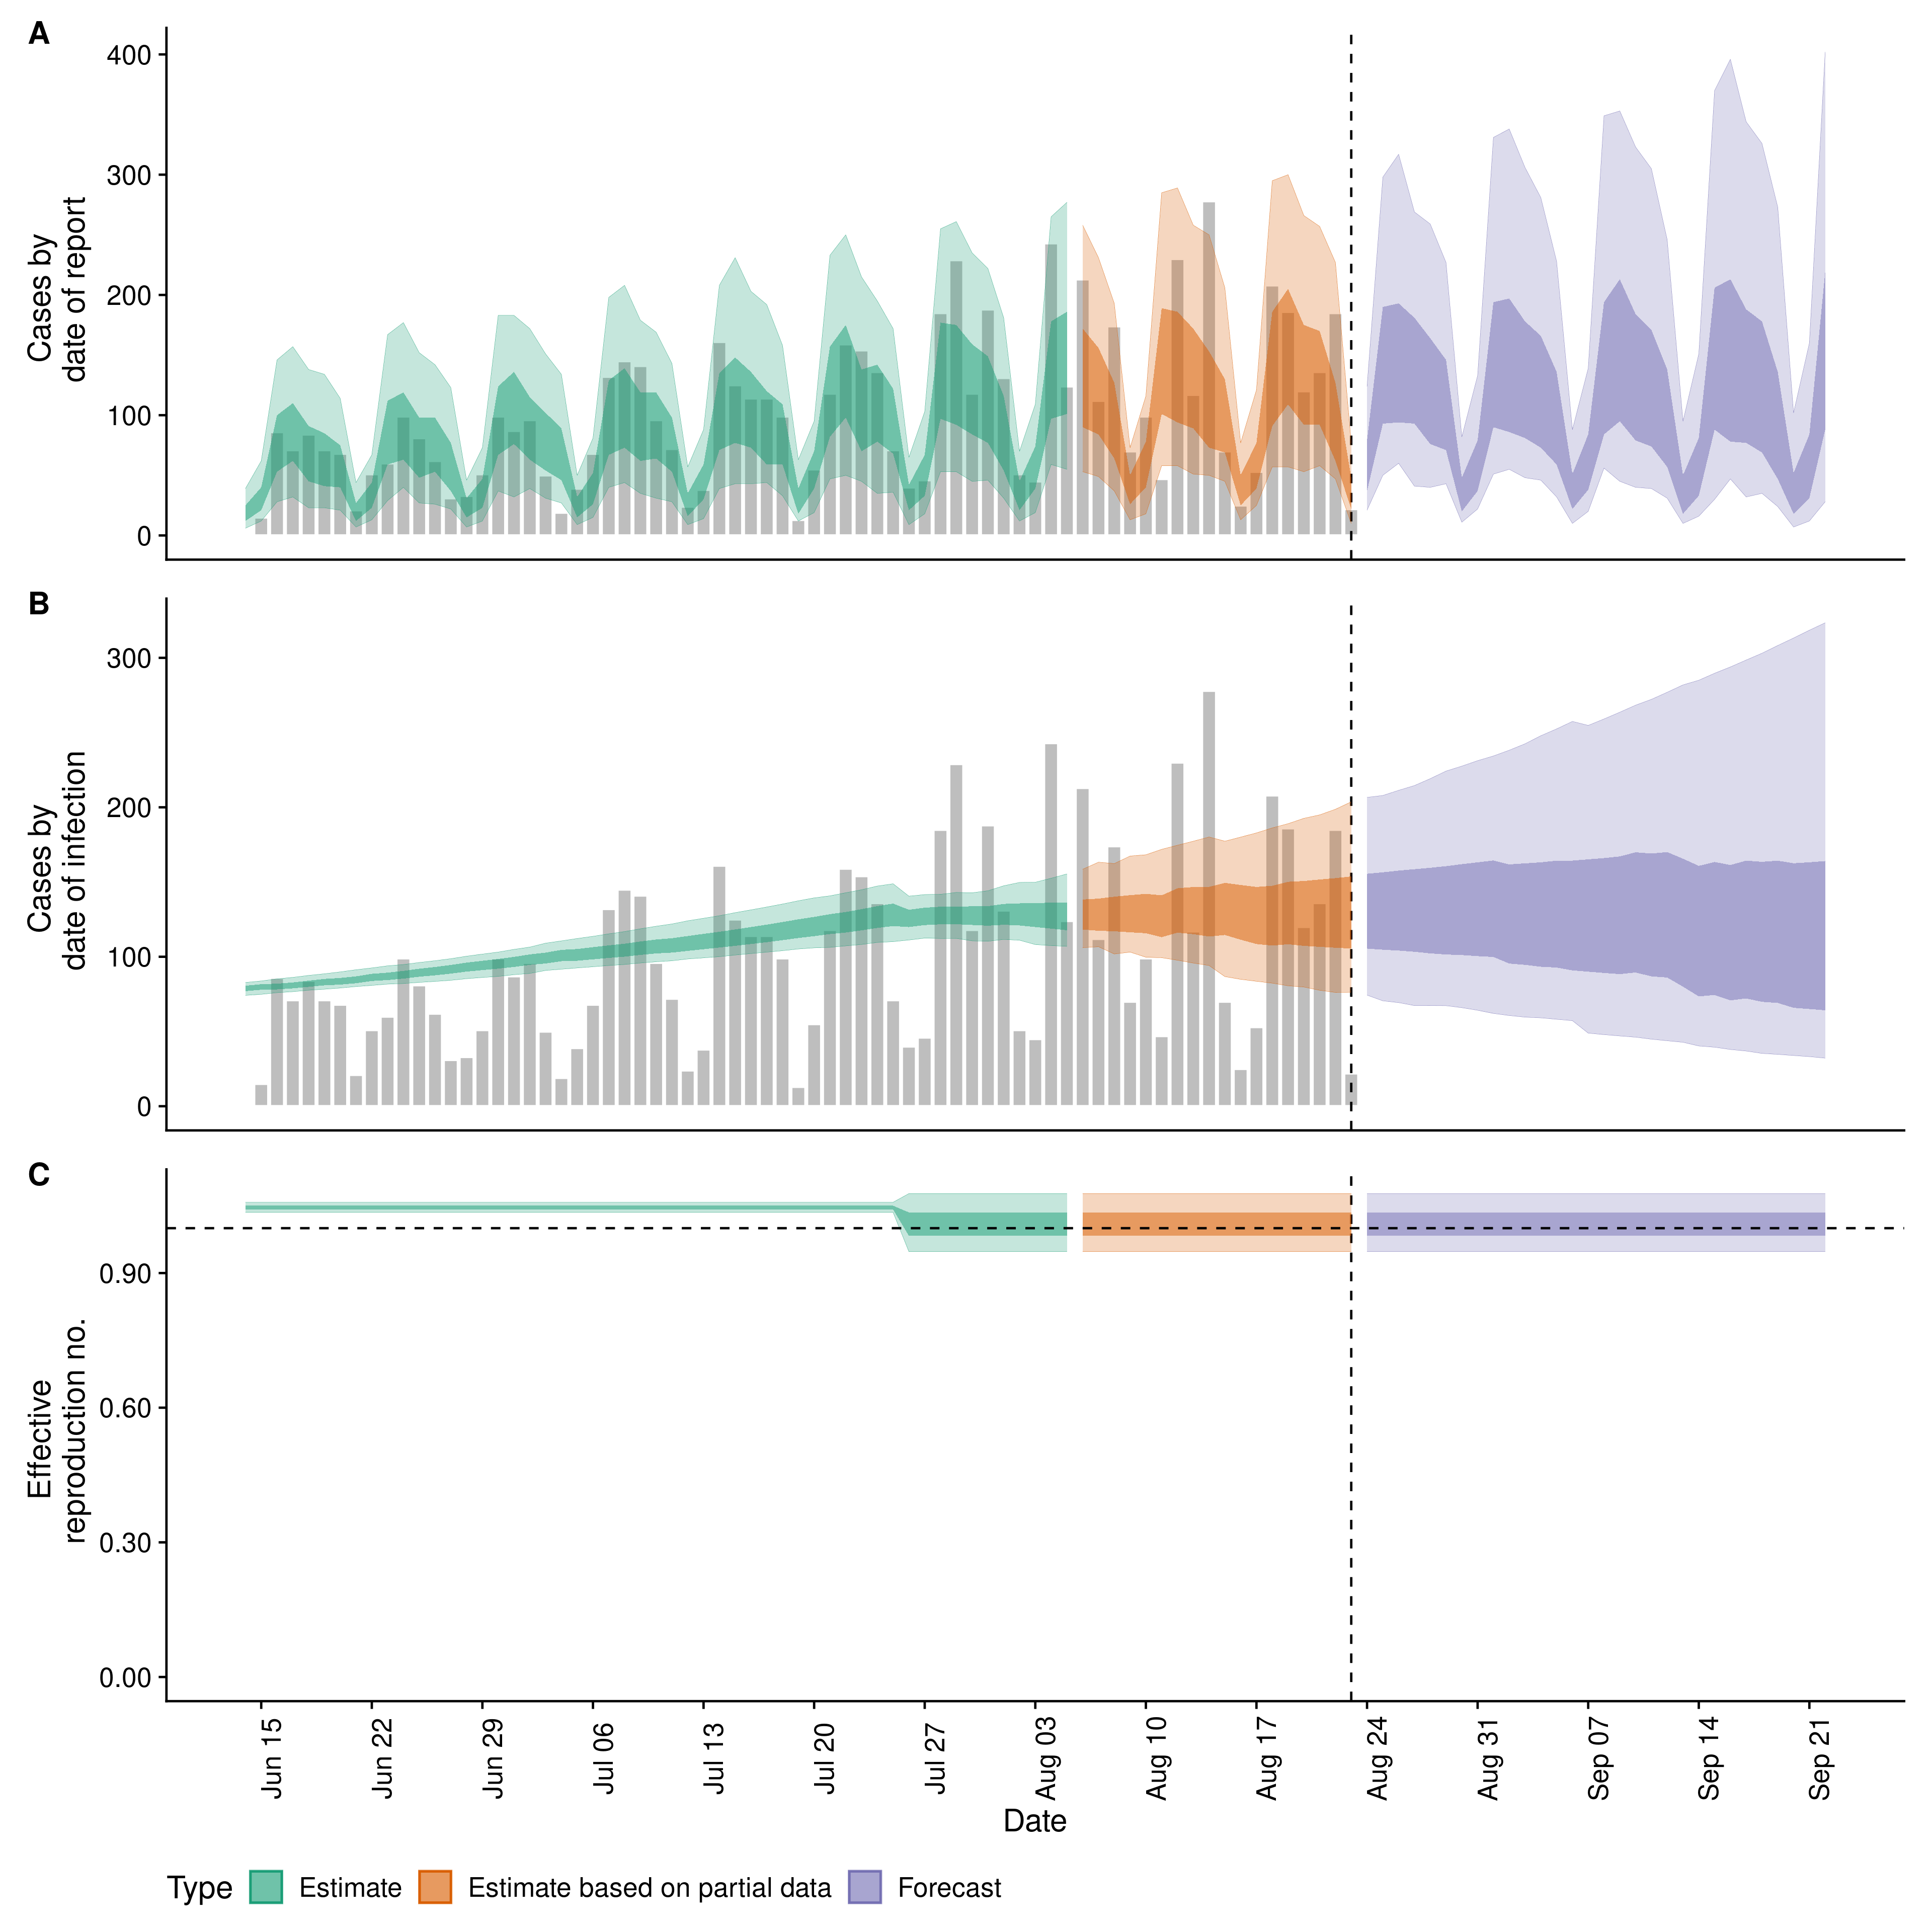 A
400
300
200
100
0
Cases by
date of report
B
300
200
100
0
Cases by
date of infection
C
0.90
0.60
0.30
0.00
Effective
reproduction no.
Jun 15
Jun 22
Jun 29
Jul 06
Jul 13
Jul 20
Jul 27
Aug 03
Aug 10
Aug 17
Aug 24
Aug 31
Sep 07
Sep 14
Sep 21
Date
Type Estimate Estimate based on partial data Forecast